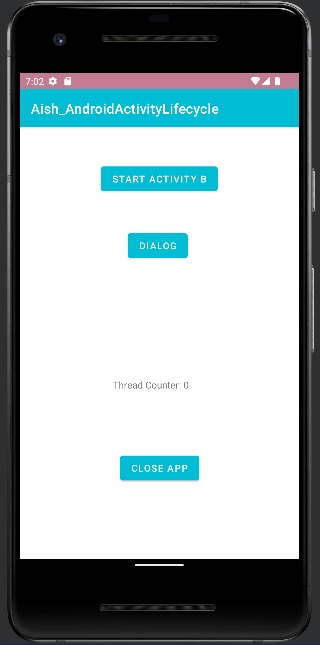 7:02
Aish_AndroidActivityLifecycle
START ACTIVITY B
DIALOG
Thread Counter: 0
CLOSE APP